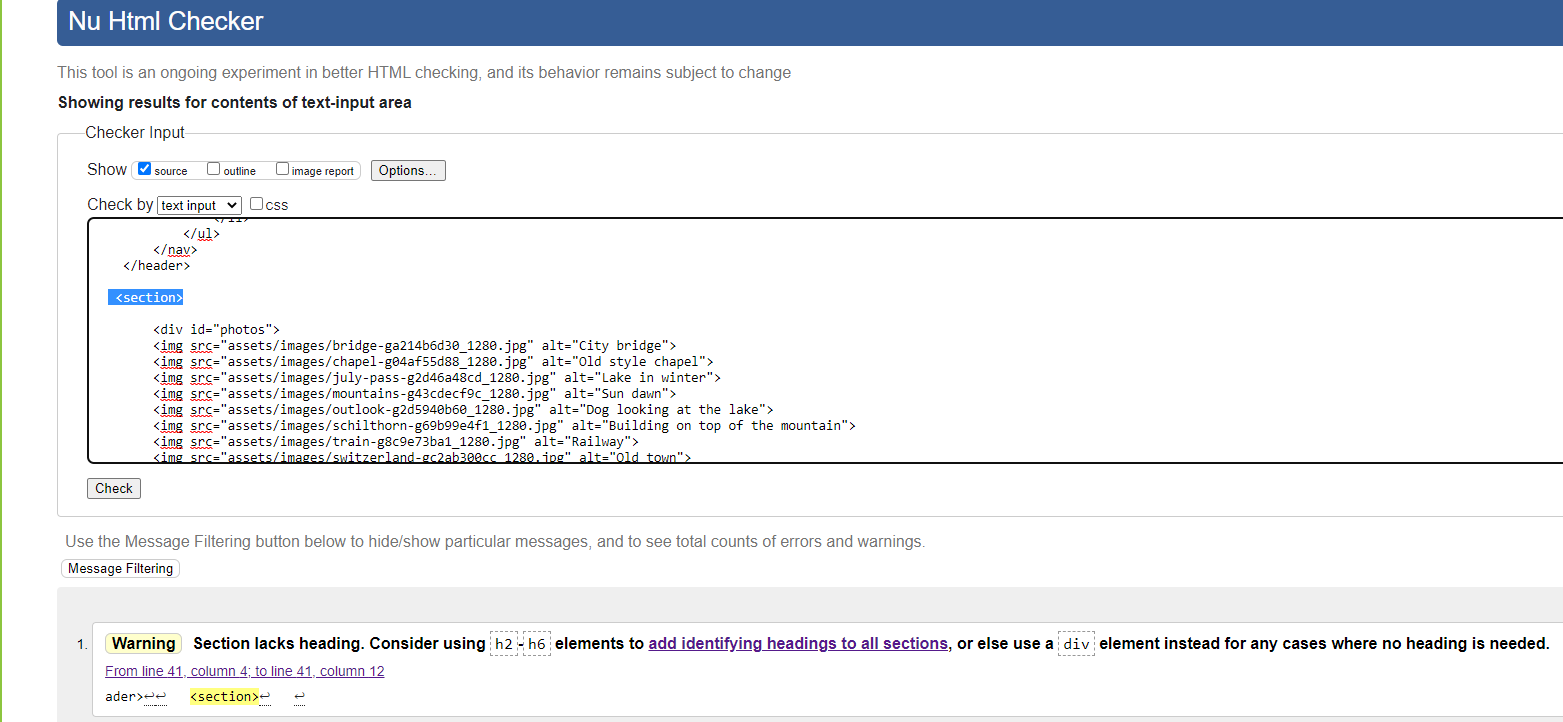 Nu Html Checker
This tool is an ongoing experiment in better HTML checking, and its behavior remains subject to change
Showing results for contents of text-input area
Checker Input
Show source outline image report Options...
Check by text input css
</li>
</ul>
</nav>
</header>
<section>
<div id="photos">
<img src="assets/images/bridge-ga214b6d30_1280.jpg" alt="City bridge">
<img src="assets/images/chapel-g04af55d88_1280.jpg" alt="Old style chapel">
<img src="assets/images/july-pass-g2d46a48cd_1280.jpg" alt="Lake in winter">
<img src="assets/images/mountains-g43cdecf9c_1280.jpg" alt="Sun dawn">
<img src="assets/images/outlook-g2d5940b60_1280.jpg" alt="Dog looking at the lake">
<img src="assets/images/schilthorn-g69b99e4f1_1280.jpg" alt="Building on top of the mountain">
<img src="assets/images/train-g8c9e73ba1_1280.jpg" alt="Railway">
<img src="assets/images/switzerland-gc2ab300cc_1280.jpg" alt="Old town">
Check
Use the Message Filtering button below to hide/show particular messages, and to see total counts of errors and warnings.
Message Filtering
1. Warning Section lacks heading. Consider using h2-h6 elements to add identifying headings to all sections, or else use a div element instead for any cases where no heading is needed.
From line 41, column 4; to line 41, column 12
ader>↩↩ <section>↩ ↩